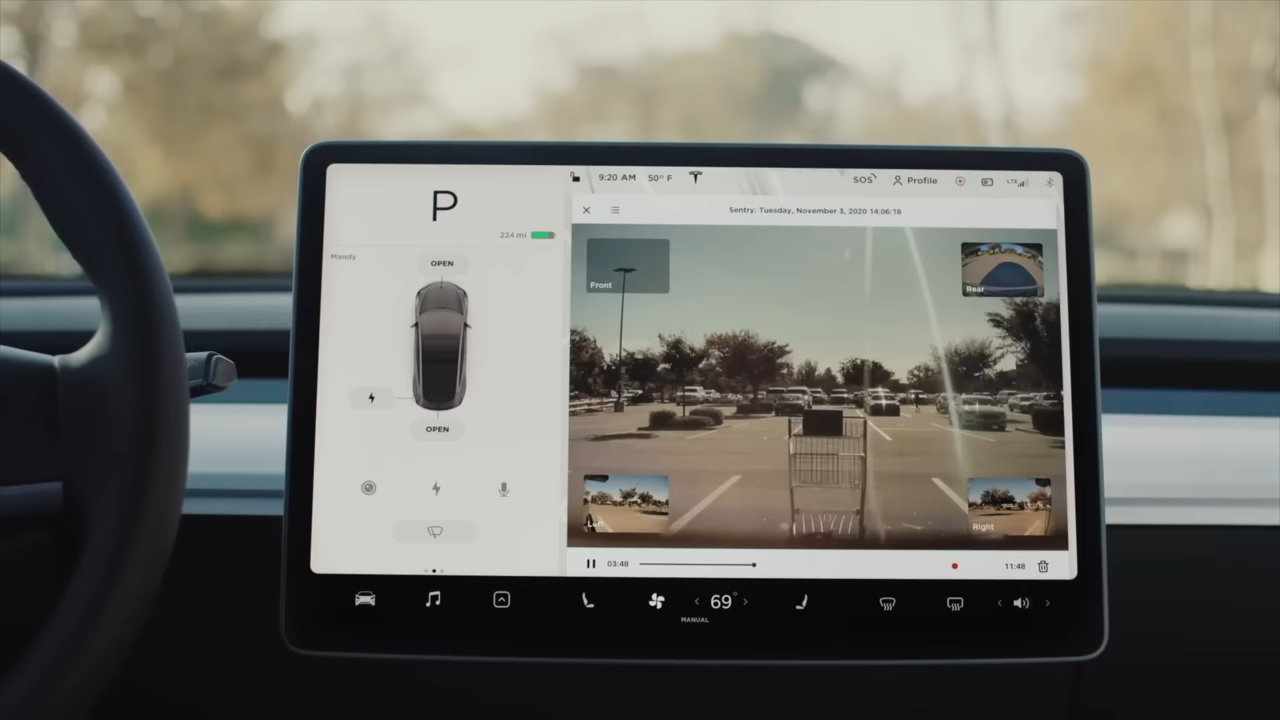 P
224 mi
Mandy
OPEN
OPEN
9:20 AM 50° F
SOS Profile LTE
Sentry: Tuesday, November 3, 2020 14:06:18
Front
Rear
Left
Right
03:48
11:48
69°
MANUAL